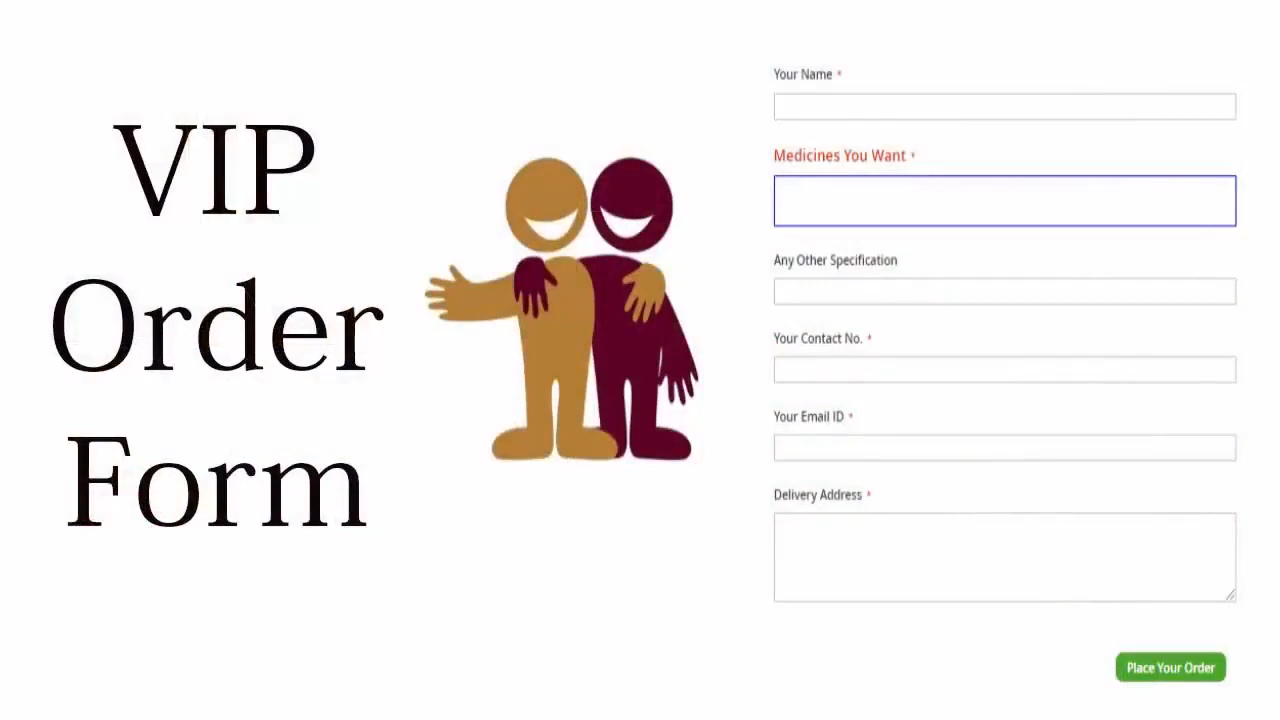 VIP
Order
Form
Your Name *
Medicines You Want *
Any Other Specification
Your Contact No. *
Your Email ID *
Delivery Address *
Place Your Order